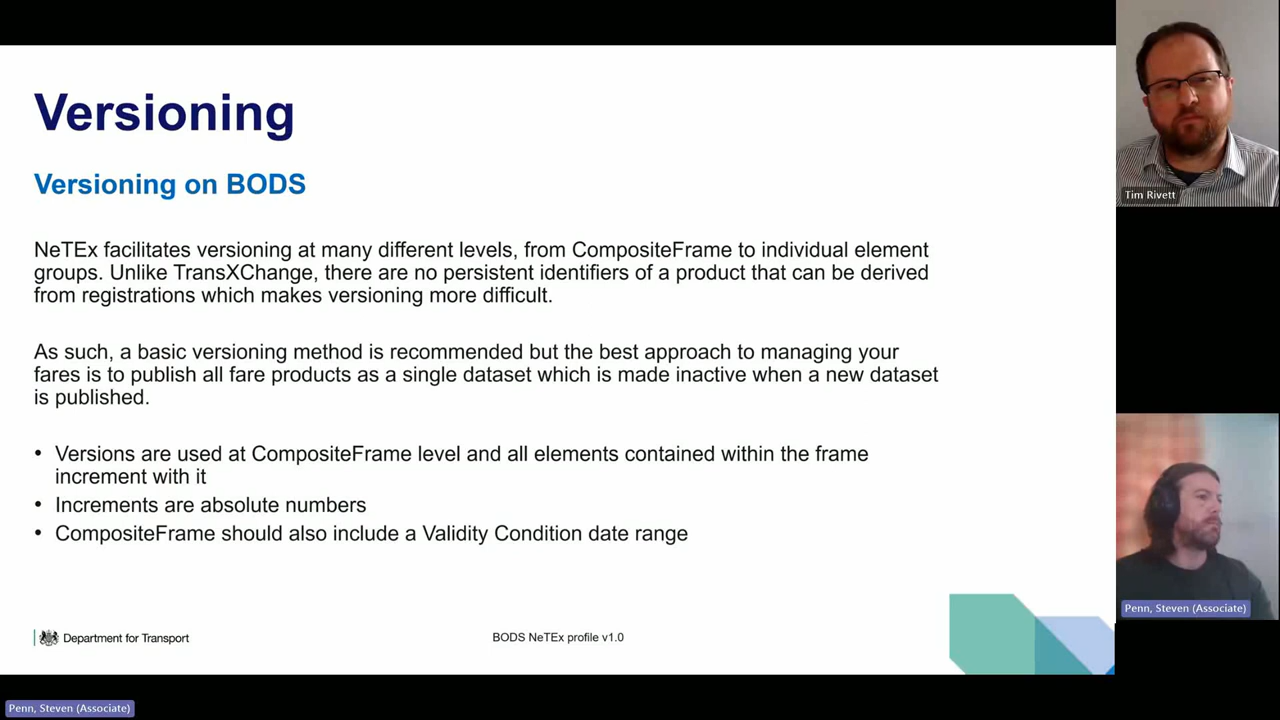 Versioning
Versioning on BODS
NeTEx facilitates versioning at many different levels, from CompositeFrame to individual element
groups. Unlike TransXChange, there are no persistent identifiers of a product that can be derived
from registrations which makes versioning more difficult.
As such, a basic versioning method is recommended but the best approach to managing your
fares is to publish all fare products as a single dataset which is made inactive when a new dataset
is published.
• Versions are used at CompositeFrame level and all elements contained within the frame
increment with it
• Increments are absolute numbers
• CompositeFrame should also include a Validity Condition date range
Department for Transport
BODS NeTEx profile v1.0
Tim Rivett
Penn, Steven (Associate)
Penn, Steven (Associate)